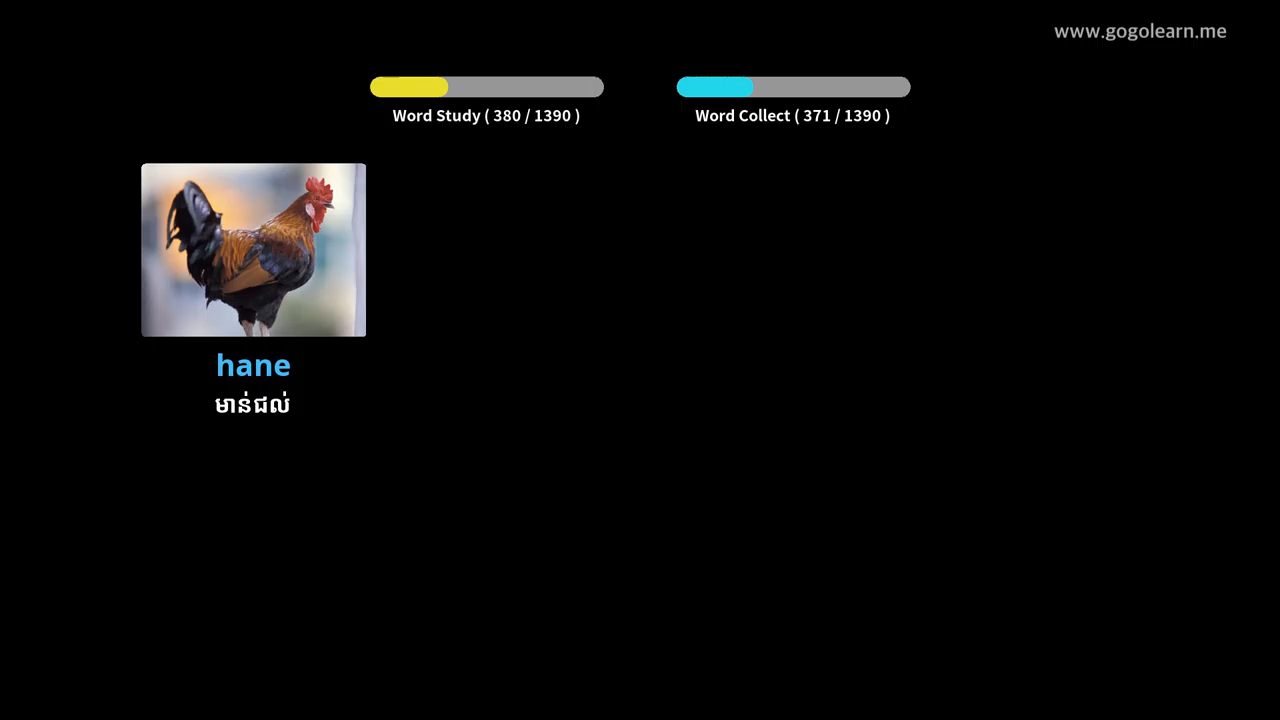 www.gogolearn.me
Word Study ( 380 / 1390 )
Word Collect ( 371 / 1390 )
hane
មាន់ជល់